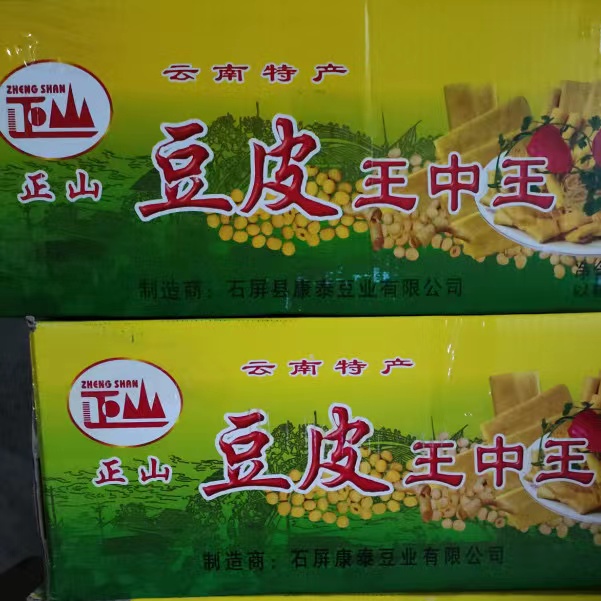 ZHENG SHAN
正山
云南特产
豆皮王中王
制造商：石屏县康泰豆业有限公司
ZHENG SHAN
正山
云南特产
豆皮王中王
制造商：石屏康泰豆业有限公司